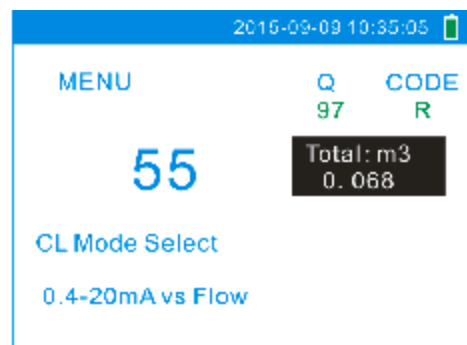 2015-09-09 10:35:05
MENU
Q CODE
97 R
55
Total: m3
0.068
CL Mode Select
0.4-20mA vs Flow